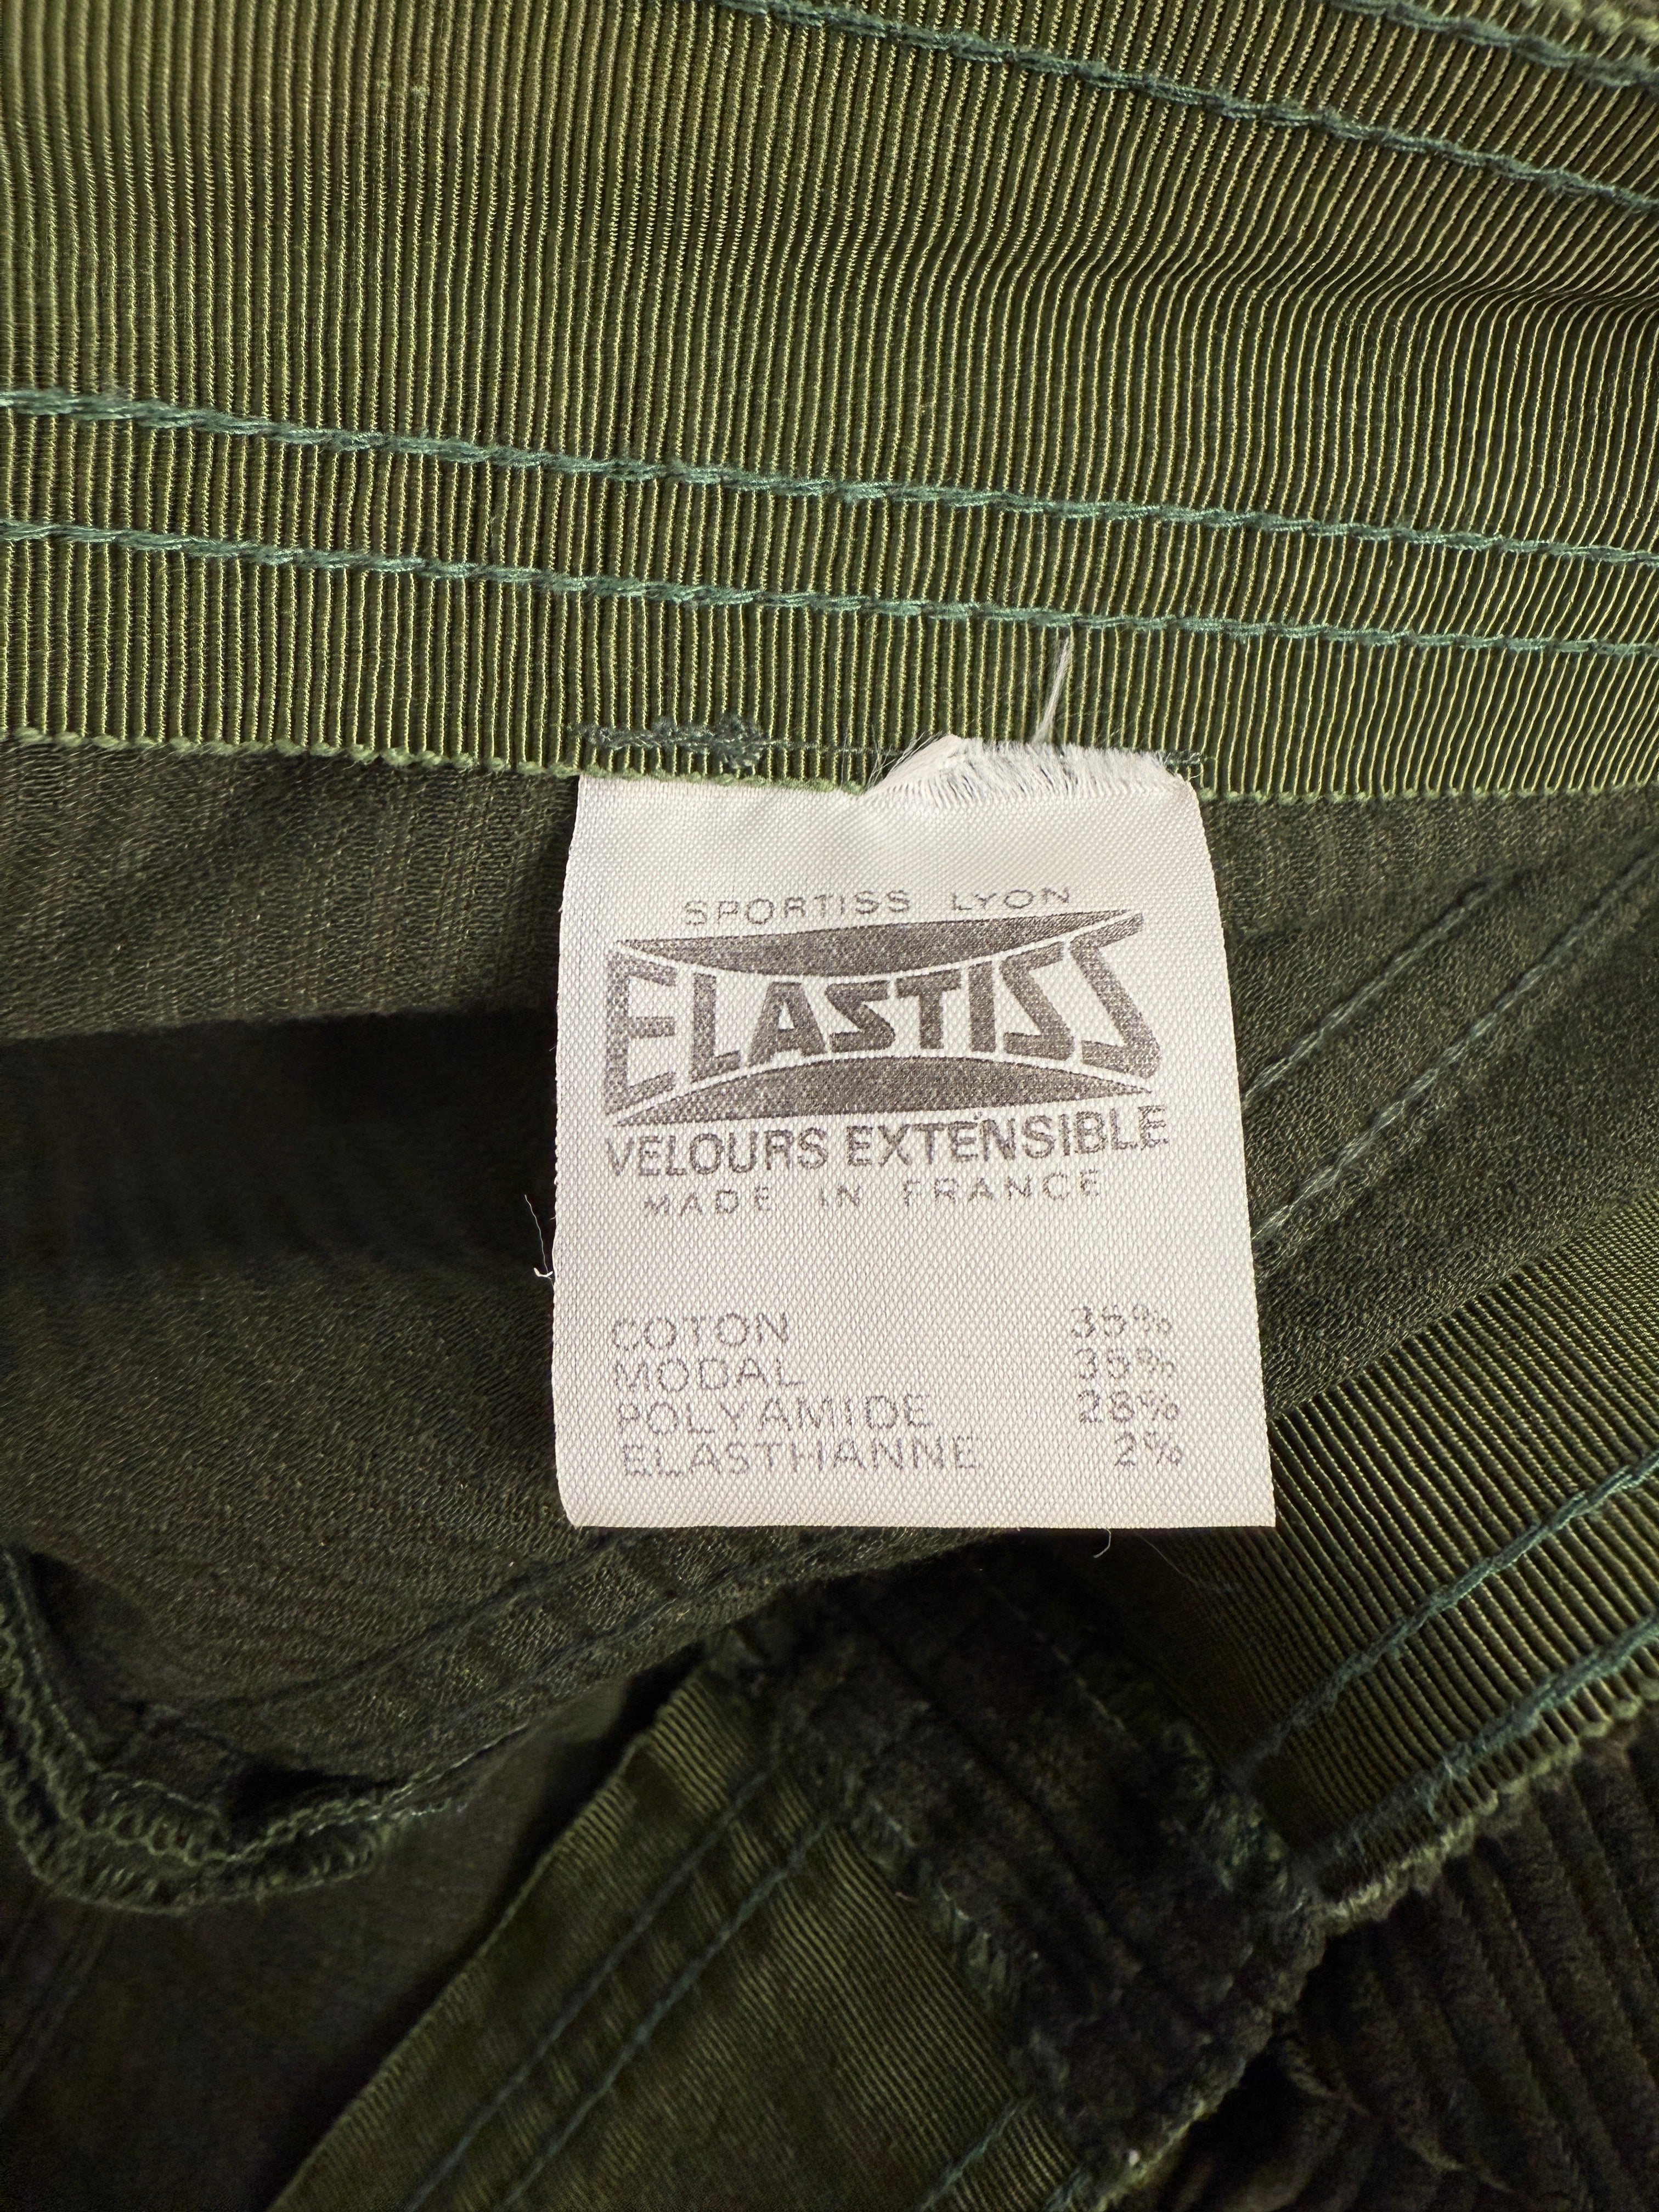 SPORTISS LYON
ELASTISS
VELOURS EXTENSIBLE
MADE IN FRANCE
COTON 35%
MODAL 35%
POLYAMIDE 28%
ELASTHANNE 2%